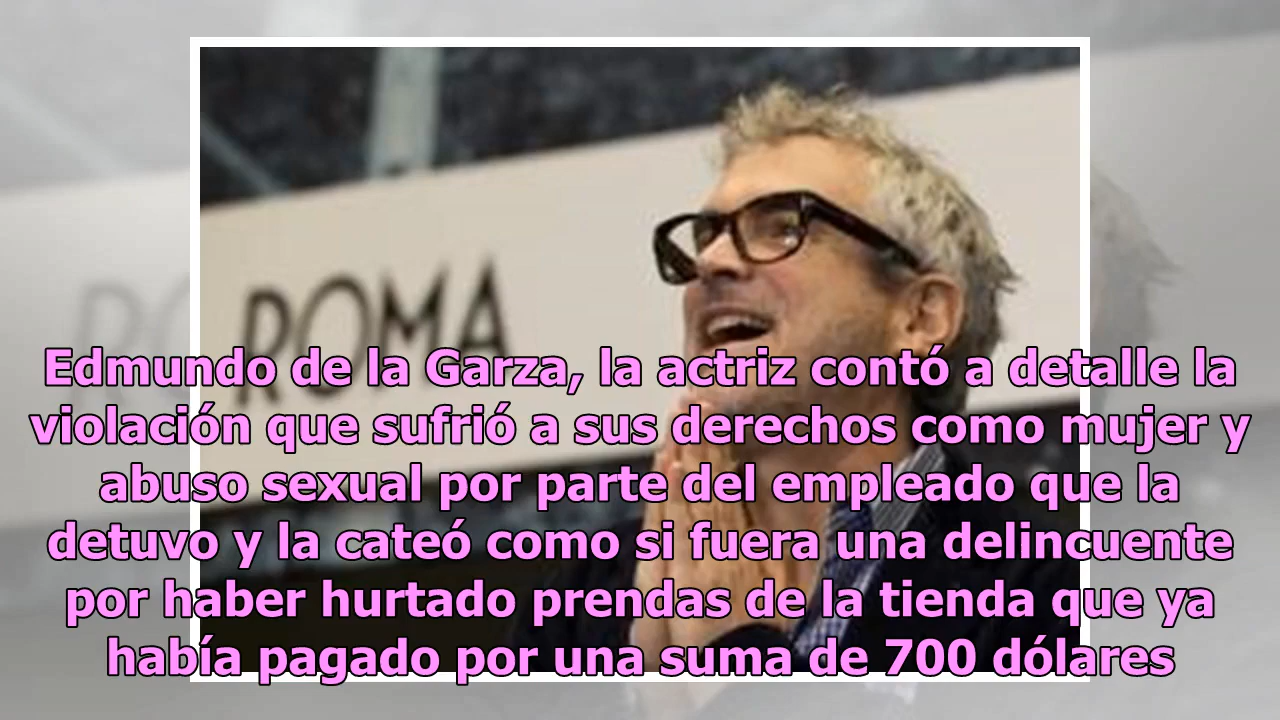 ROMA
Edmundo de la Garza, la actriz contó a detalle la
violación que sufrió a sus derechos como mujer y
abuso sexual por parte del empleado que la
detuvo y la cateó como si fuera una delincuente
por haber hurtado prendas de la tienda que ya
había pagado por una suma de 700 dólares